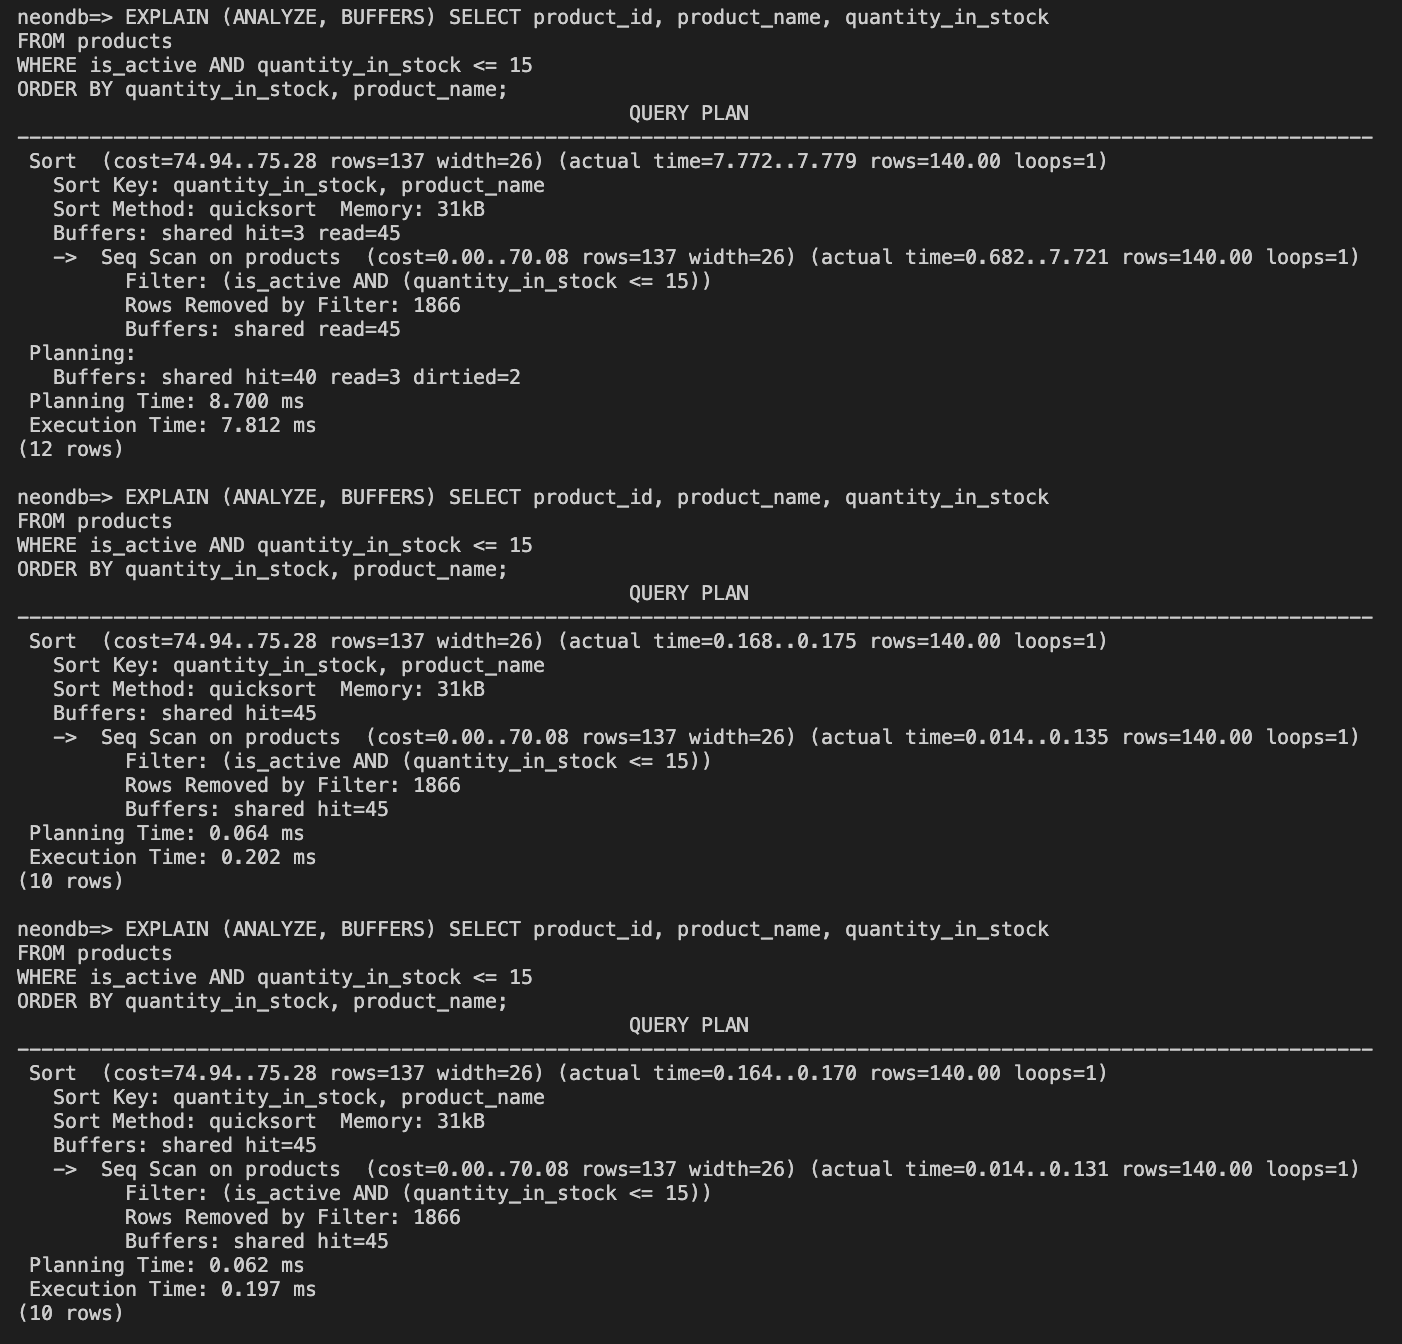 neondb=> EXPLAIN (ANALYZE, BUFFERS) SELECT product_id, product_name, quantity_in_stock
FROM products
WHERE is_active AND quantity_in_stock <= 15
ORDER BY quantity_in_stock, product_name;
QUERY PLAN
-----------------------------------------------------------------------------------------------------------------
Sort  (cost=74.94..75.28 rows=137 width=26) (actual time=7.772..7.779 rows=140.00 loops=1)
Sort Key: quantity_in_stock, product_name
Sort Method: quicksort  Memory: 31kB
Buffers: shared hit=3 read=45
->  Seq Scan on products  (cost=0.00..70.08 rows=137 width=26) (actual time=0.682..7.721 rows=140.00 loops=1)
Filter: (is_active AND (quantity_in_stock <= 15))
Rows Removed by Filter: 1866
Buffers: shared read=45
Planning:
Buffers: shared hit=40 read=3 dirtied=2
Planning Time: 8.700 ms
Execution Time: 7.812 ms
(12 rows)
neondb=> EXPLAIN (ANALYZE, BUFFERS) SELECT product_id, product_name, quantity_in_stock
FROM products
WHERE is_active AND quantity_in_stock <= 15
ORDER BY quantity_in_stock, product_name;
QUERY PLAN
-----------------------------------------------------------------------------------------------------------------
Sort  (cost=74.94..75.28 rows=137 width=26) (actual time=0.168..0.175 rows=140.00 loops=1)
Sort Key: quantity_in_stock, product_name
Sort Method: quicksort  Memory: 31kB
Buffers: shared hit=45
->  Seq Scan on products  (cost=0.00..70.08 rows=137 width=26) (actual time=0.014..0.135 rows=140.00 loops=1)
Filter: (is_active AND (quantity_in_stock <= 15))
Rows Removed by Filter: 1866
Buffers: shared hit=45
Planning Time: 0.064 ms
Execution Time: 0.202 ms
(10 rows)
neondb=> EXPLAIN (ANALYZE, BUFFERS) SELECT product_id, product_name, quantity_in_stock
FROM products
WHERE is_active AND quantity_in_stock <= 15
ORDER BY quantity_in_stock, product_name;
QUERY PLAN
-----------------------------------------------------------------------------------------------------------------
Sort  (cost=74.94..75.28 rows=137 width=26) (actual time=0.164..0.170 rows=140.00 loops=1)
Sort Key: quantity_in_stock, product_name
Sort Method: quicksort  Memory: 31kB
Buffers: shared hit=45
->  Seq Scan on products  (cost=0.00..70.08 rows=137 width=26) (actual time=0.014..0.131 rows=140.00 loops=1)
Filter: (is_active AND (quantity_in_stock <= 15))
Rows Removed by Filter: 1866
Buffers: shared hit=45
Planning Time: 0.062 ms
Execution Time: 0.197 ms
(10 rows)